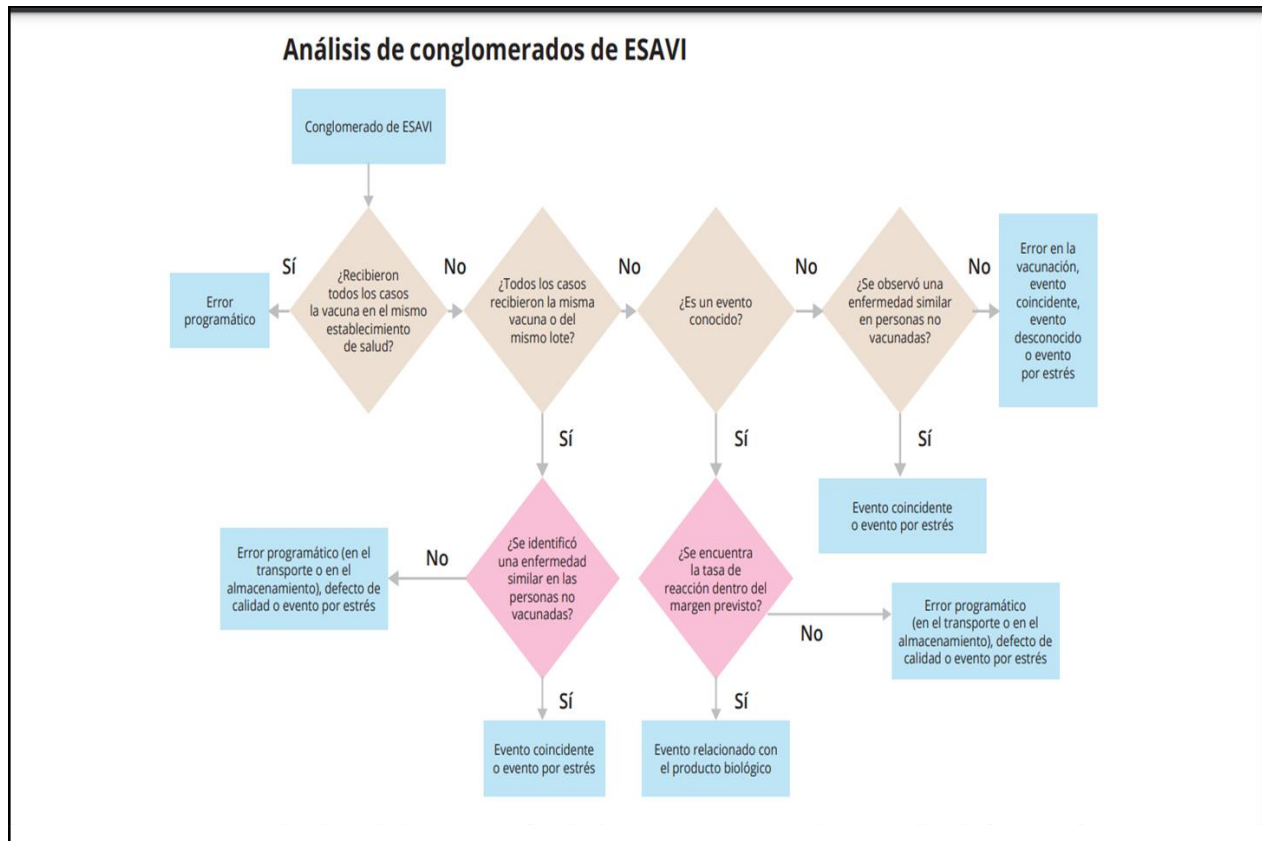 Análisis de conglomerados de ESAVI
Conglomerado de ESAVI
Sí
No
No
No
No
Error
programático
¿Recibieron
todos los casos
la vacuna en el mismo
establecimiento
de salud?
¿Todos los casos
recibieron la misma
vacuna o del
mismo lote?
¿Es un evento
conocido?
¿Se observó una
enfermedad similar
en personas no
vacunadas?
Error en la
vacunación,
evento
coincidente,
evento
desconocido
o evento
por estrés
Sí
Sí
Sí
Error programático (en el
transporte o en el
almacenamiento), defecto de
calidad o evento por estrés
No
¿Se identificó
una enfermedad
similar en las
personas no
vacunadas?
¿Se encuentra
la tasa de
reacción dentro del
margen previsto?
No
Evento coincidente
o evento por estrés
Error programático
(en el transporte o en el
almacenamiento), defecto de
calidad o evento por estrés
Sí
Sí
Evento coincidente
o evento por estrés
Evento relacionado con
el producto biológico